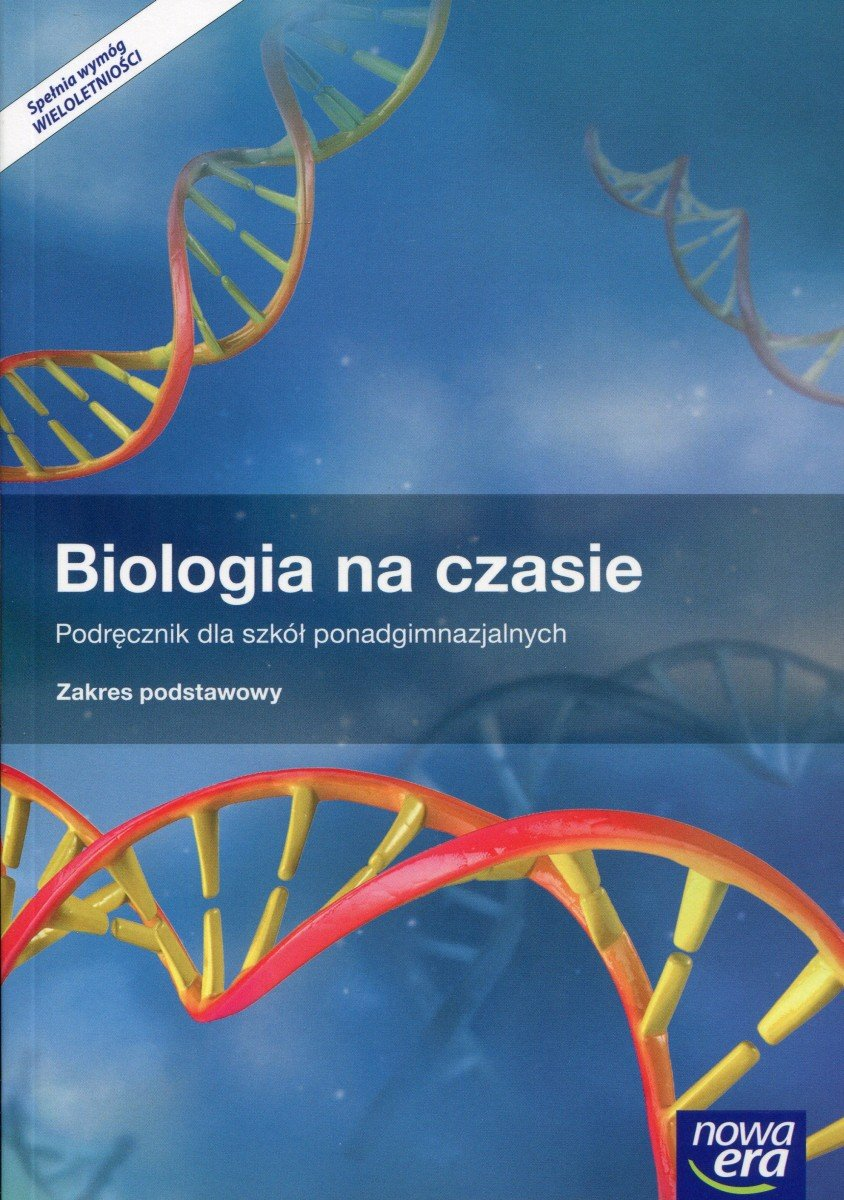 Spełnia wymóg
WIELOLETNIOŚCI
Biologia na czasie
Podręcznik dla szkół ponadgimnazjalnych
Zakres podstawowy
nowa
era